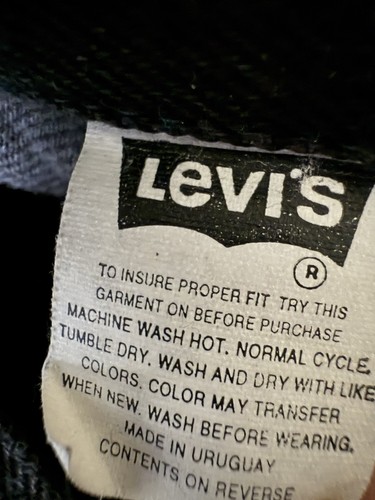 Levi's
®
TO INSURE PROPER FIT TRY THIS
GARMENT ON BEFORE PURCHASE
MACHINE WASH HOT. NORMAL CYCLE.
TUMBLE DRY. WASH AND DRY WITH LIKE
COLORS. COLOR MAY TRANSFER
WHEN NEW. WASH BEFORE WEARING.
MADE IN URUGUAY
CONTENTS ON REVERSE